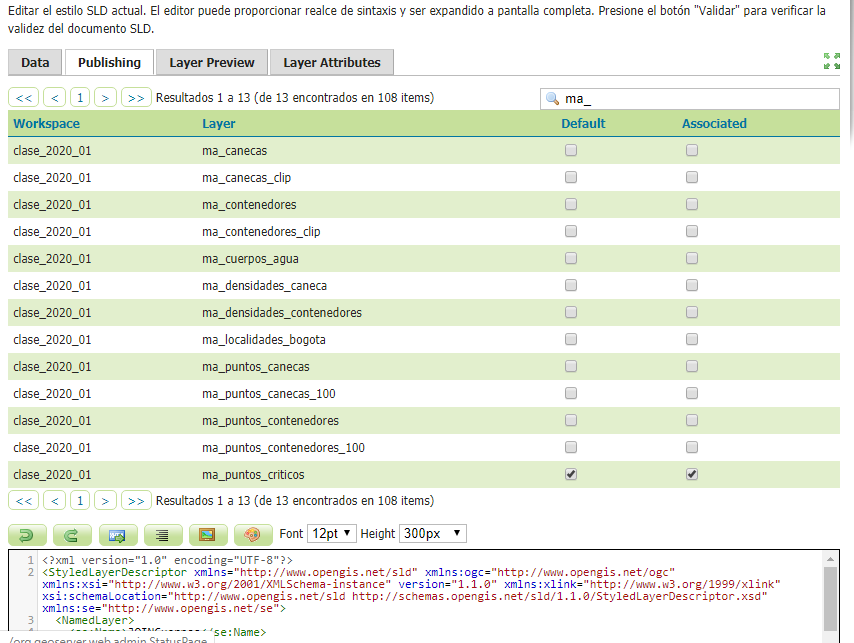 Editar el estilo SLD actual. El editor puede proporcionar realce de sintaxis y ser expandido a pantalla completa. Presione el botón "Validar" para verificar la
validez del documento SLD.
Data Publishing Layer Preview Layer Attributes
<< < 1 > >> Resultados 1 a 13 (de 13 encontrados en 108 items) ma_
Workspace Layer Default Associated
clase_2020_01 ma_canecas
clase_2020_01 ma_canecas_clip
clase_2020_01 ma_contenedores
clase_2020_01 ma_contenedores_clip
clase_2020_01 ma_cuerpos_agua
clase_2020_01 ma_densidades_caneca
clase_2020_01 ma_densidades_contenedores
clase_2020_01 ma_localidades_bogota
clase_2020_01 ma_puntos_canecas
clase_2020_01 ma_puntos_canecas_100
clase_2020_01 ma_puntos_contenedores
clase_2020_01 ma_puntos_contenedores_100
clase_2020_01 ma_puntos_criticos
<< < 1 > >> Resultados 1 a 13 (de 13 encontrados en 108 items)
Font 12pt Height 300px
1 <?xml version="1.0" encoding="UTF-8"?>
2 <StyledLayerDescriptor xmlns="http://www.opengis.net/sld" xmlns:ogc="http://www.opengis.net/ogc"
xmlns:xsi="http://www.w3.org/2001/XMLSchema-instance" version="1.1.0" xmlns:xlink="http://www.w3.org/1999/xlink"
xsi:schemaLocation="http://www.opengis.net/sld http://schemas.opengis.net/sld/1.1.0/StyledLayerDescriptor.xsd"
xmlns:se="http://www.opengis.net/se">
3 <NamedLayer>
</se:Name>
/org.geoserver.web.admin.StatusPage